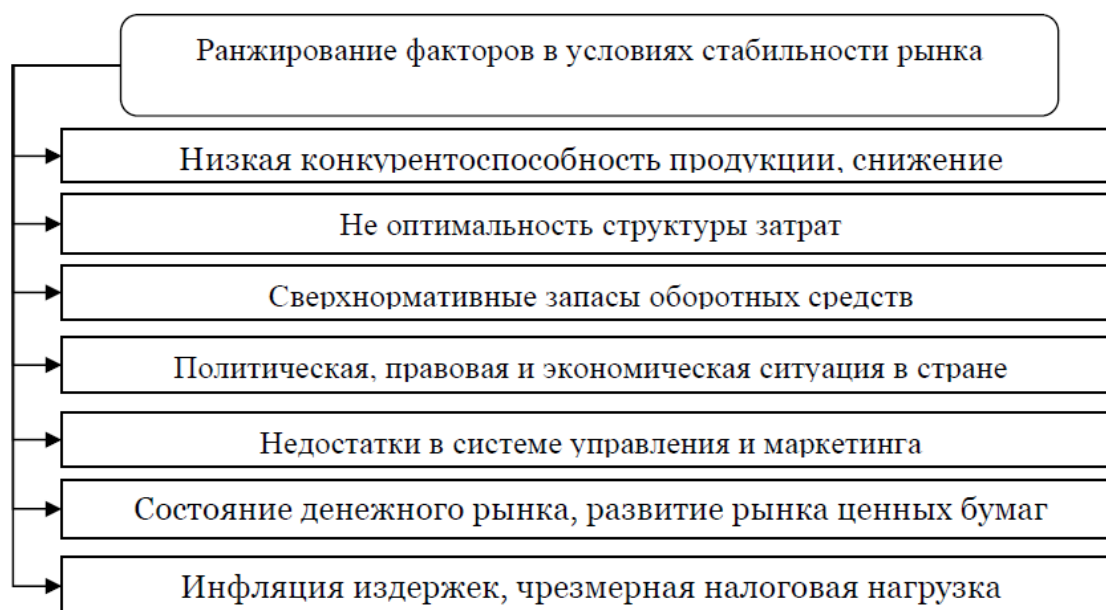 Ранжирование факторов в условиях стабильности рынка
Низкая конкурентоспособность продукции, снижение
Не оптимальность структуры затрат
Сверхнормативные запасы оборотных средств
Политическая, правовая и экономическая ситуация в стране
Недостатки в системе управления и маркетинга
Состояние денежного рынка, развитие рынка ценных бумаг
Инфляция издержек, чрезмерная налоговая нагрузка